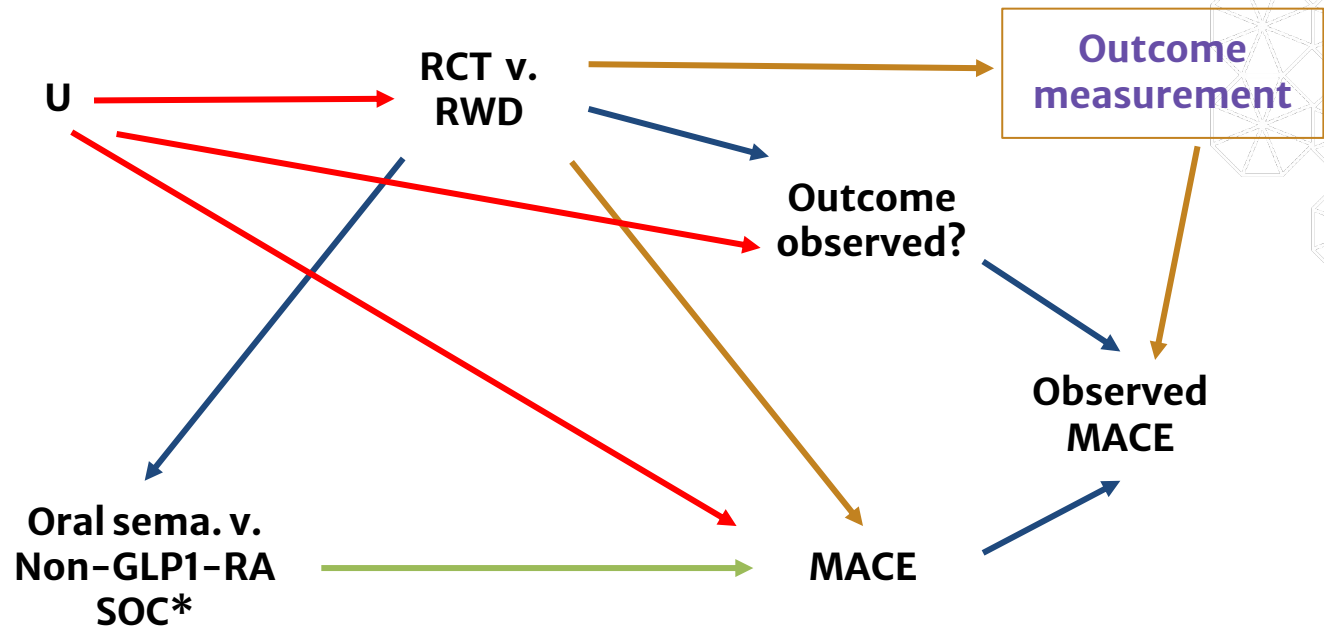 U
RCT v.
RWD
Outcome
measurement
Outcome
observed?
Observed
MACE
Oral sema. v.
Non-GLP1-RA
SOC*
MACE